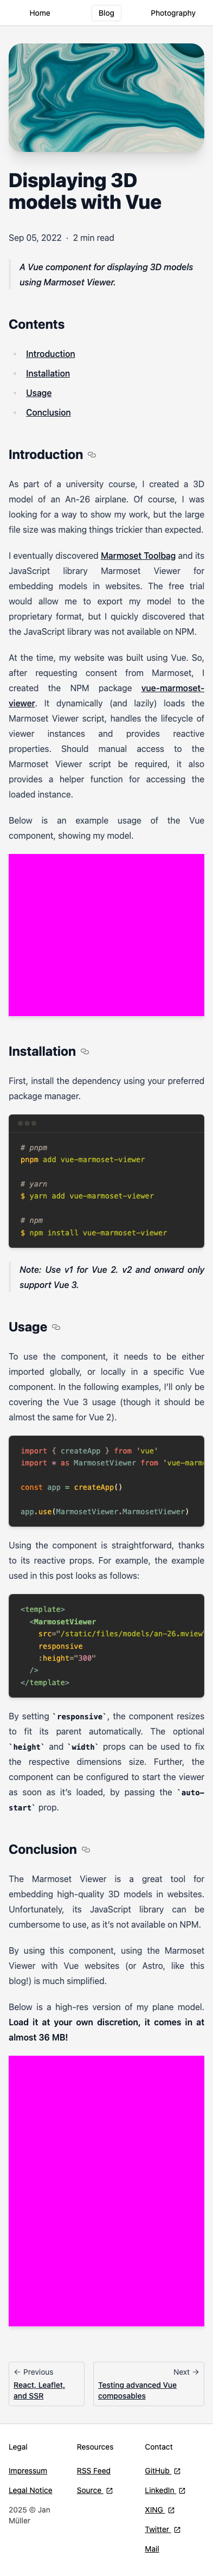 Home Blog Photography
Displaying 3D
models with Vue
Sep 05, 2022 · 2 min read
A Vue component for displaying 3D models
using Marmoset Viewer.
Contents
Introduction
Installation
Usage
Conclusion
Introduction
As part of a university course, I created a 3D
model of an An-26 airplane. Of course, I was
looking for a way to show my work, but the large
file size was making things trickier than expected.
I eventually discovered Marmoset Toolbag and its
JavaScript library Marmoset Viewer for
embedding models in websites. The free trial
would allow me to export my model to the
proprietary format, but I quickly discovered that
the JavaScript library was not available on NPM.
At the time, my website was built using Vue. So,
after requesting consent from Marmoset, I
created the NPM package vue-marmoset-
viewer. It dynamically (and lazily) loads the
Marmoset Viewer script, handles the lifecycle of
viewer instances and provides reactive
properties. Should manual access to the
Marmoset Viewer script be required, it also
provides a helper function for accessing the
loaded instance.
Below is an example usage of the Vue
component, showing my model.
Installation
First, install the dependency using your preferred
package manager.
# pnpm
pnpm add vue-marmoset-viewer
# yarn
$ yarn add vue-marmoset-viewer
# npm
$ npm install vue-marmoset-viewer
Note: Use v1 for Vue 2. v2 and onward only
support Vue 3.
Usage
To use the component, it needs to be either
imported globally, or locally in a specific Vue
component. In the following examples, I'll only be
covering the Vue 3 usage (though it should be
almost the same for Vue 2).
import { createApp } from 'vue'
import * as MarmosetViewer from 'vue-marmo
const app = createApp()
app.use(MarmosetViewer.MarmosetViewer)
Using the component is straightforward, thanks
to its reactive props. For example, the example
used in this post looks as follows:
<template>
<MarmosetViewer
src="/static/files/models/an-26.mview"
responsive
:height="300"
/>
</template>
By setting `responsive`, the component resizes
to fit its parent automatically. The optional
`height` and `width` props can be used to fix
the respective dimensions size. Further, the
component can be configured to start the viewer
as soon as it's loaded, by passing the `auto-
start` prop.
Conclusion
The Marmoset Viewer is a great tool for
embedding high-quality 3D models in websites.
Unfortunately, its JavaScript library can be
cumbersome to use, as it's not available on NPM.
By using this component, using the Marmoset
Viewer with Vue websites (or Astro, like this
blog!) is much simplified.
Below is a high-res version of my plane model.
Load it at your own discretion, it comes in at
almost 36 MB!
← Previous
React, Leaflet,
and SSR
Next →
Testing advanced Vue
composables
Legal
Impressum
Legal Notice
2025 © Jan
Müller
Resources
RSS Feed
Source
Contact
GitHub
LinkedIn
XING
Twitter
Mail